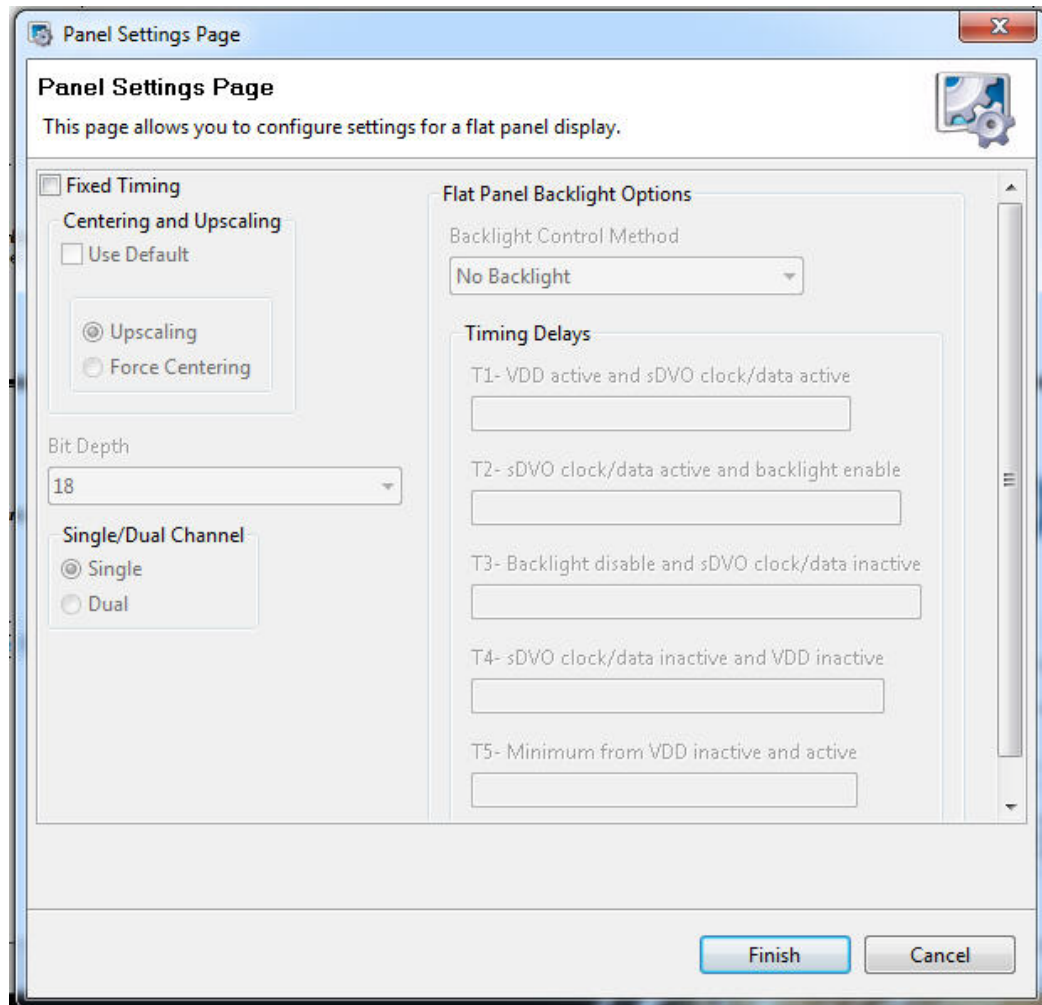 Panel Settings Page
Panel Settings Page
This page allows you to configure settings for a flat panel display.
Fixed Timing
Centering and Upscaling
Use Default
Upscaling
Force Centering
Bit Depth
18
Single/Dual Channel
Single
Dual
Flat Panel Backlight Options
Backlight Control Method
No Backlight
Timing Delays
T1- VDD active and sDVO clock/data active
T2- sDVO clock/data active and backlight enable
T3- Backlight disable and sDVO clock/data inactive
T4- sDVO clock/data inactive and VDD inactive
T5- Minimum from VDD inactive and active
Finish
Cancel